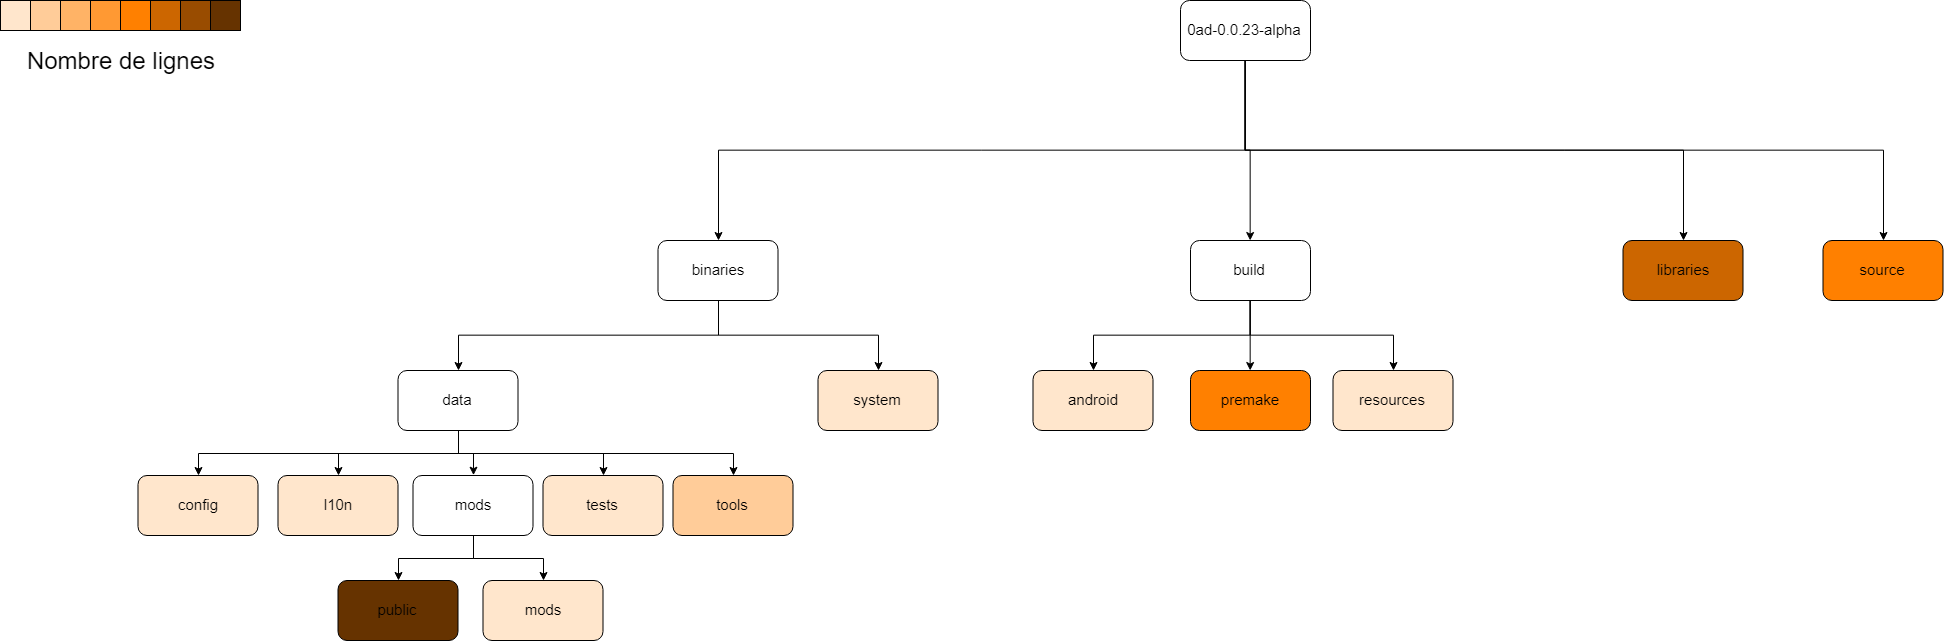 Nombre de lignes
0ad-0.0.23-alpha
binaries
build
libraries
source
data
system
android
premake
resources
config
l10n
mods
tests
tools
public
mods